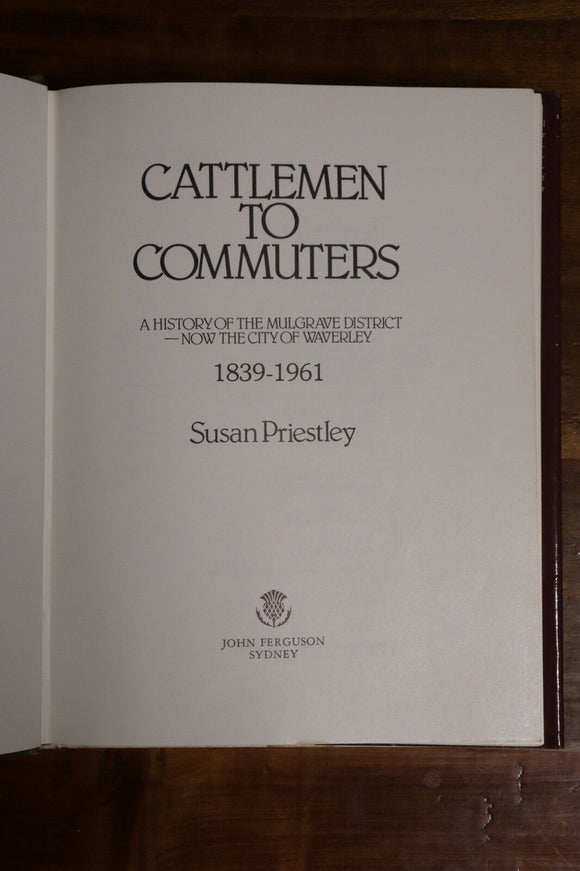 CATTLEMEN
TO
COMMUTERS
A HISTORY OF THE MULGRAVE DISTRICT
— NOW THE CITY OF WAVERLEY
1839-1961
Susan Priestley
JOHN FERGUSON
SYDNEY